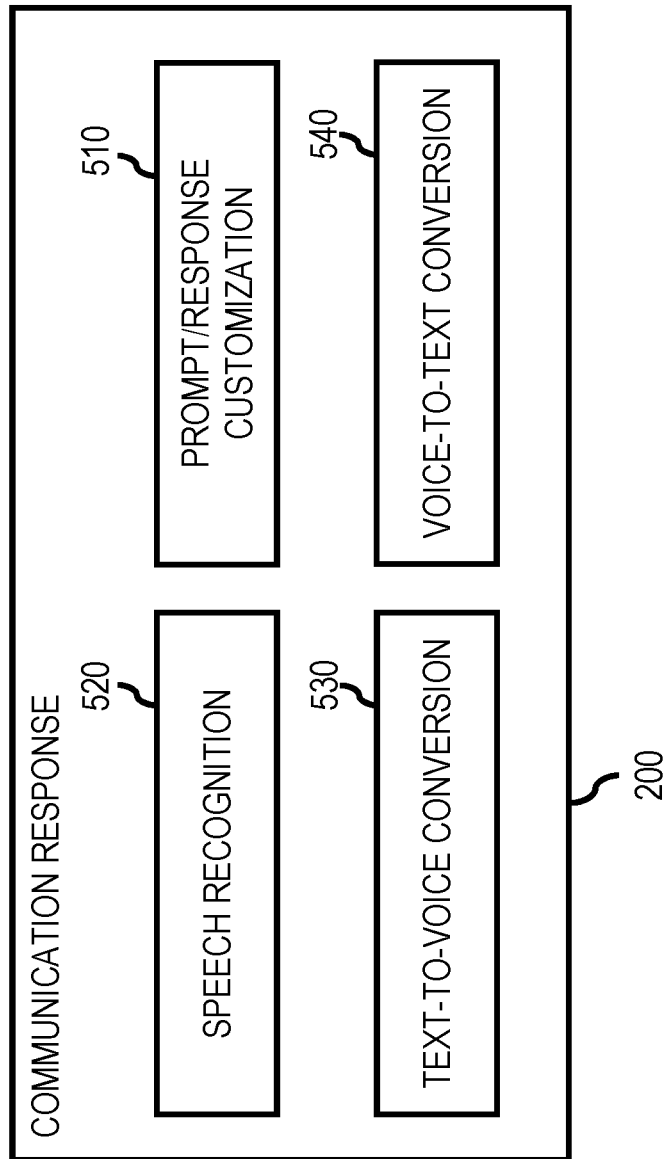 COMMUNICATION RESPONSE
520
SPEECH RECOGNITION
510
PROMPT/RESPONSE
CUSTOMIZATION
530
TEXT-TO-VOICE CONVERSION
540
VOICE-TO-TEXT CONVERSION
200